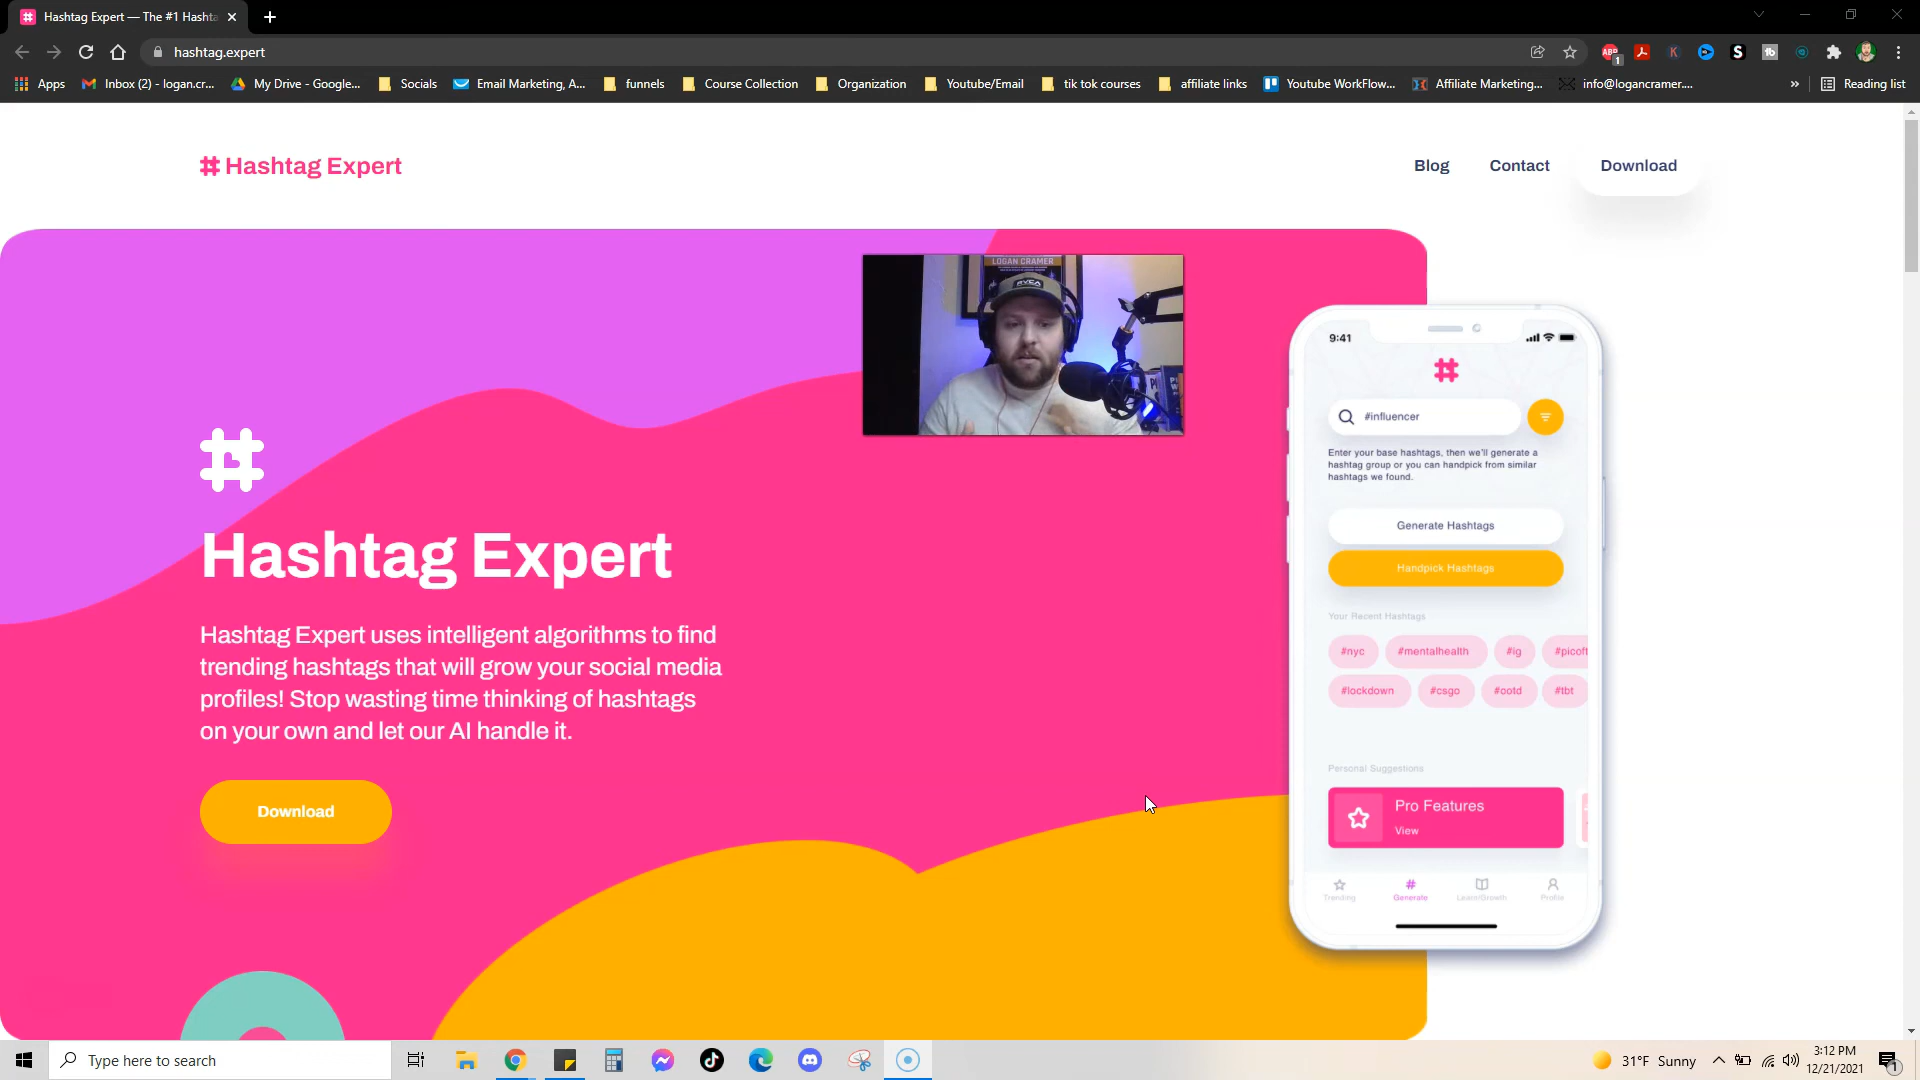 Hashtag Expert — The #1 Hashta
hashtag.expert
Apps
Inbox (2) - logan.cr...
My Drive - Google...
Socials
Email Marketing, A...
funnels
Course Collection
Organization
Youtube/Email
tik tok courses
affiliate links
Youtube WorkFlow...
Affiliate Marketing...
info@logancramer....
»
Reading list
Hashtag Expert
Blog
Contact
Download
LOGAN CRAMER
9:41
#influencer
Enter your base hashtags, then we'll generate a
hashtag group or you can handpick from similar
hashtags we found.
Generate Hashtags
Handpick Hashtags
Your Recent Hashtags
#nyc
#mentalhealth
#ig
#picoft
#lockdown
#csgo
#ootd
#tbt
Personal Suggestions
Pro Features
View
Trending
Generate
Learn/Growth
Profile
Hashtag Expert
Hashtag Expert uses intelligent algorithms to find
trending hashtags that will grow your social media
profiles! Stop wasting time thinking of hashtags
on your own and let our AI handle it.
Download
Type here to search
31°F Sunny
3:12 PM
12/21/2021
1